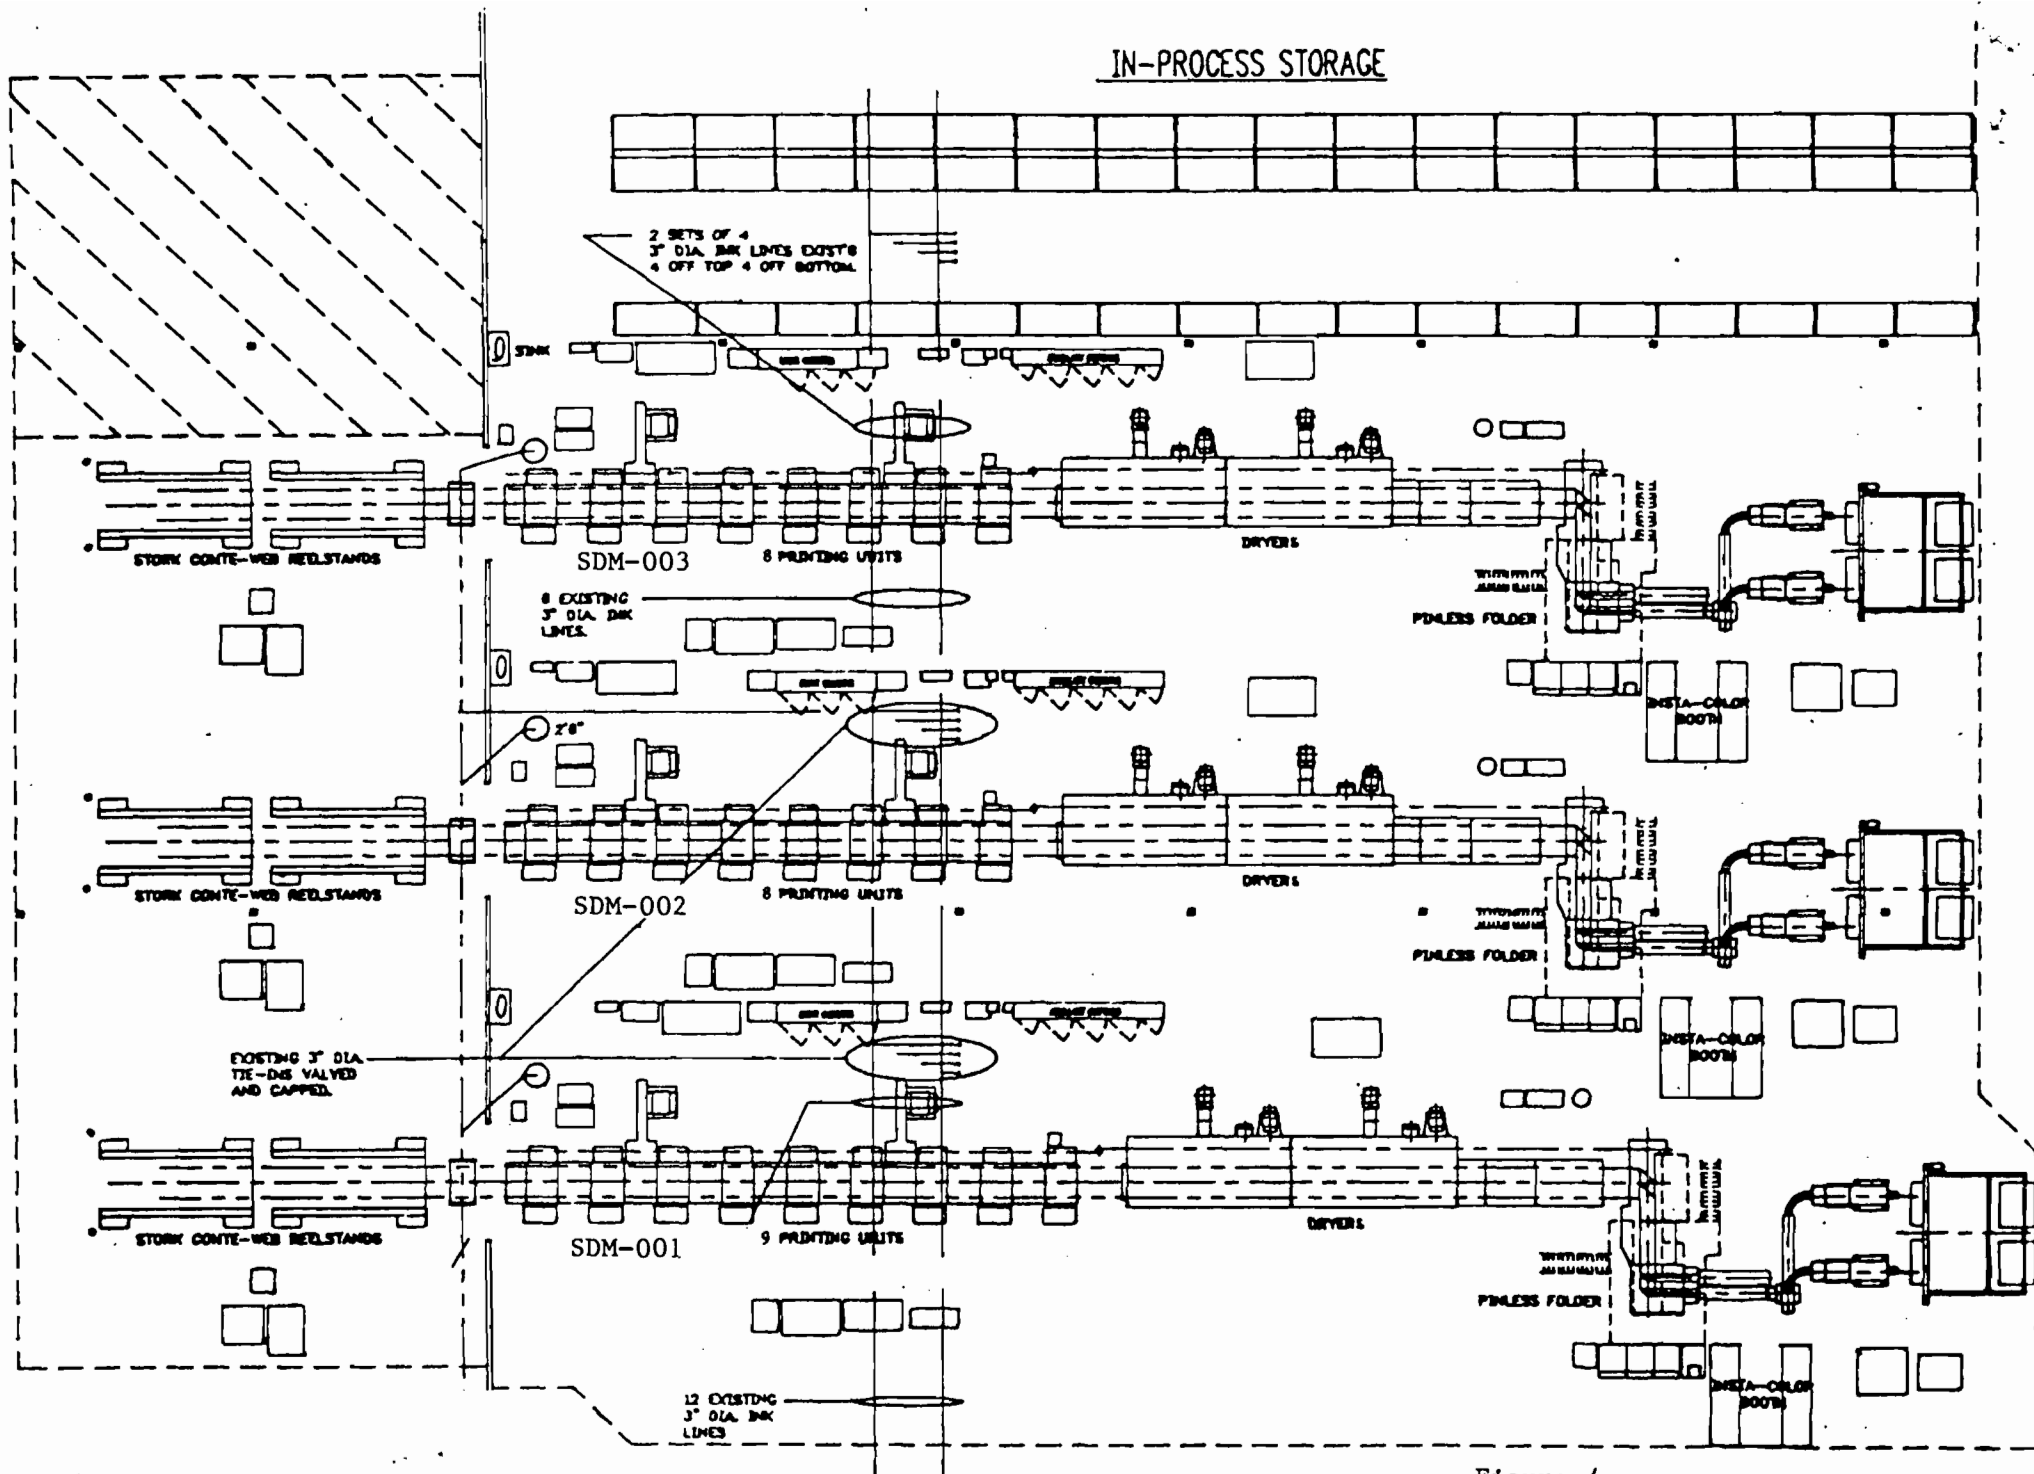 IN-PROCESS STORAGE
2 SETS OF 4
3" DIA. INK LINES EXIST'G
4 OFF TOP 4 OFF BOTTOM.
SINK
STORK CONTE-WEB REELSTANDS
SDM-003
8 PRINTING UNITS
DRYERS
8 EXISTING
3" DIA. INK
LINES.
PINLESS FOLDER
INSTA-COLOR
BOOTH
2'6"
STORK CONTE-WEB REELSTANDS
SDM-002
8 PRINTING UNITS
DRYERS
PINLESS FOLDER
INSTA-COLOR
BOOTH
EXISTING 3" DIA.
TIE-INS VALVED
AND CAPPED.
STORK CONTE-WEB REELSTANDS
SDM-001
9 PRINTING UNITS
DRYERS
PINLESS FOLDER
INSTA-COLOR
BOOTH
12 EXISTING
3" DIA. INK
LINES